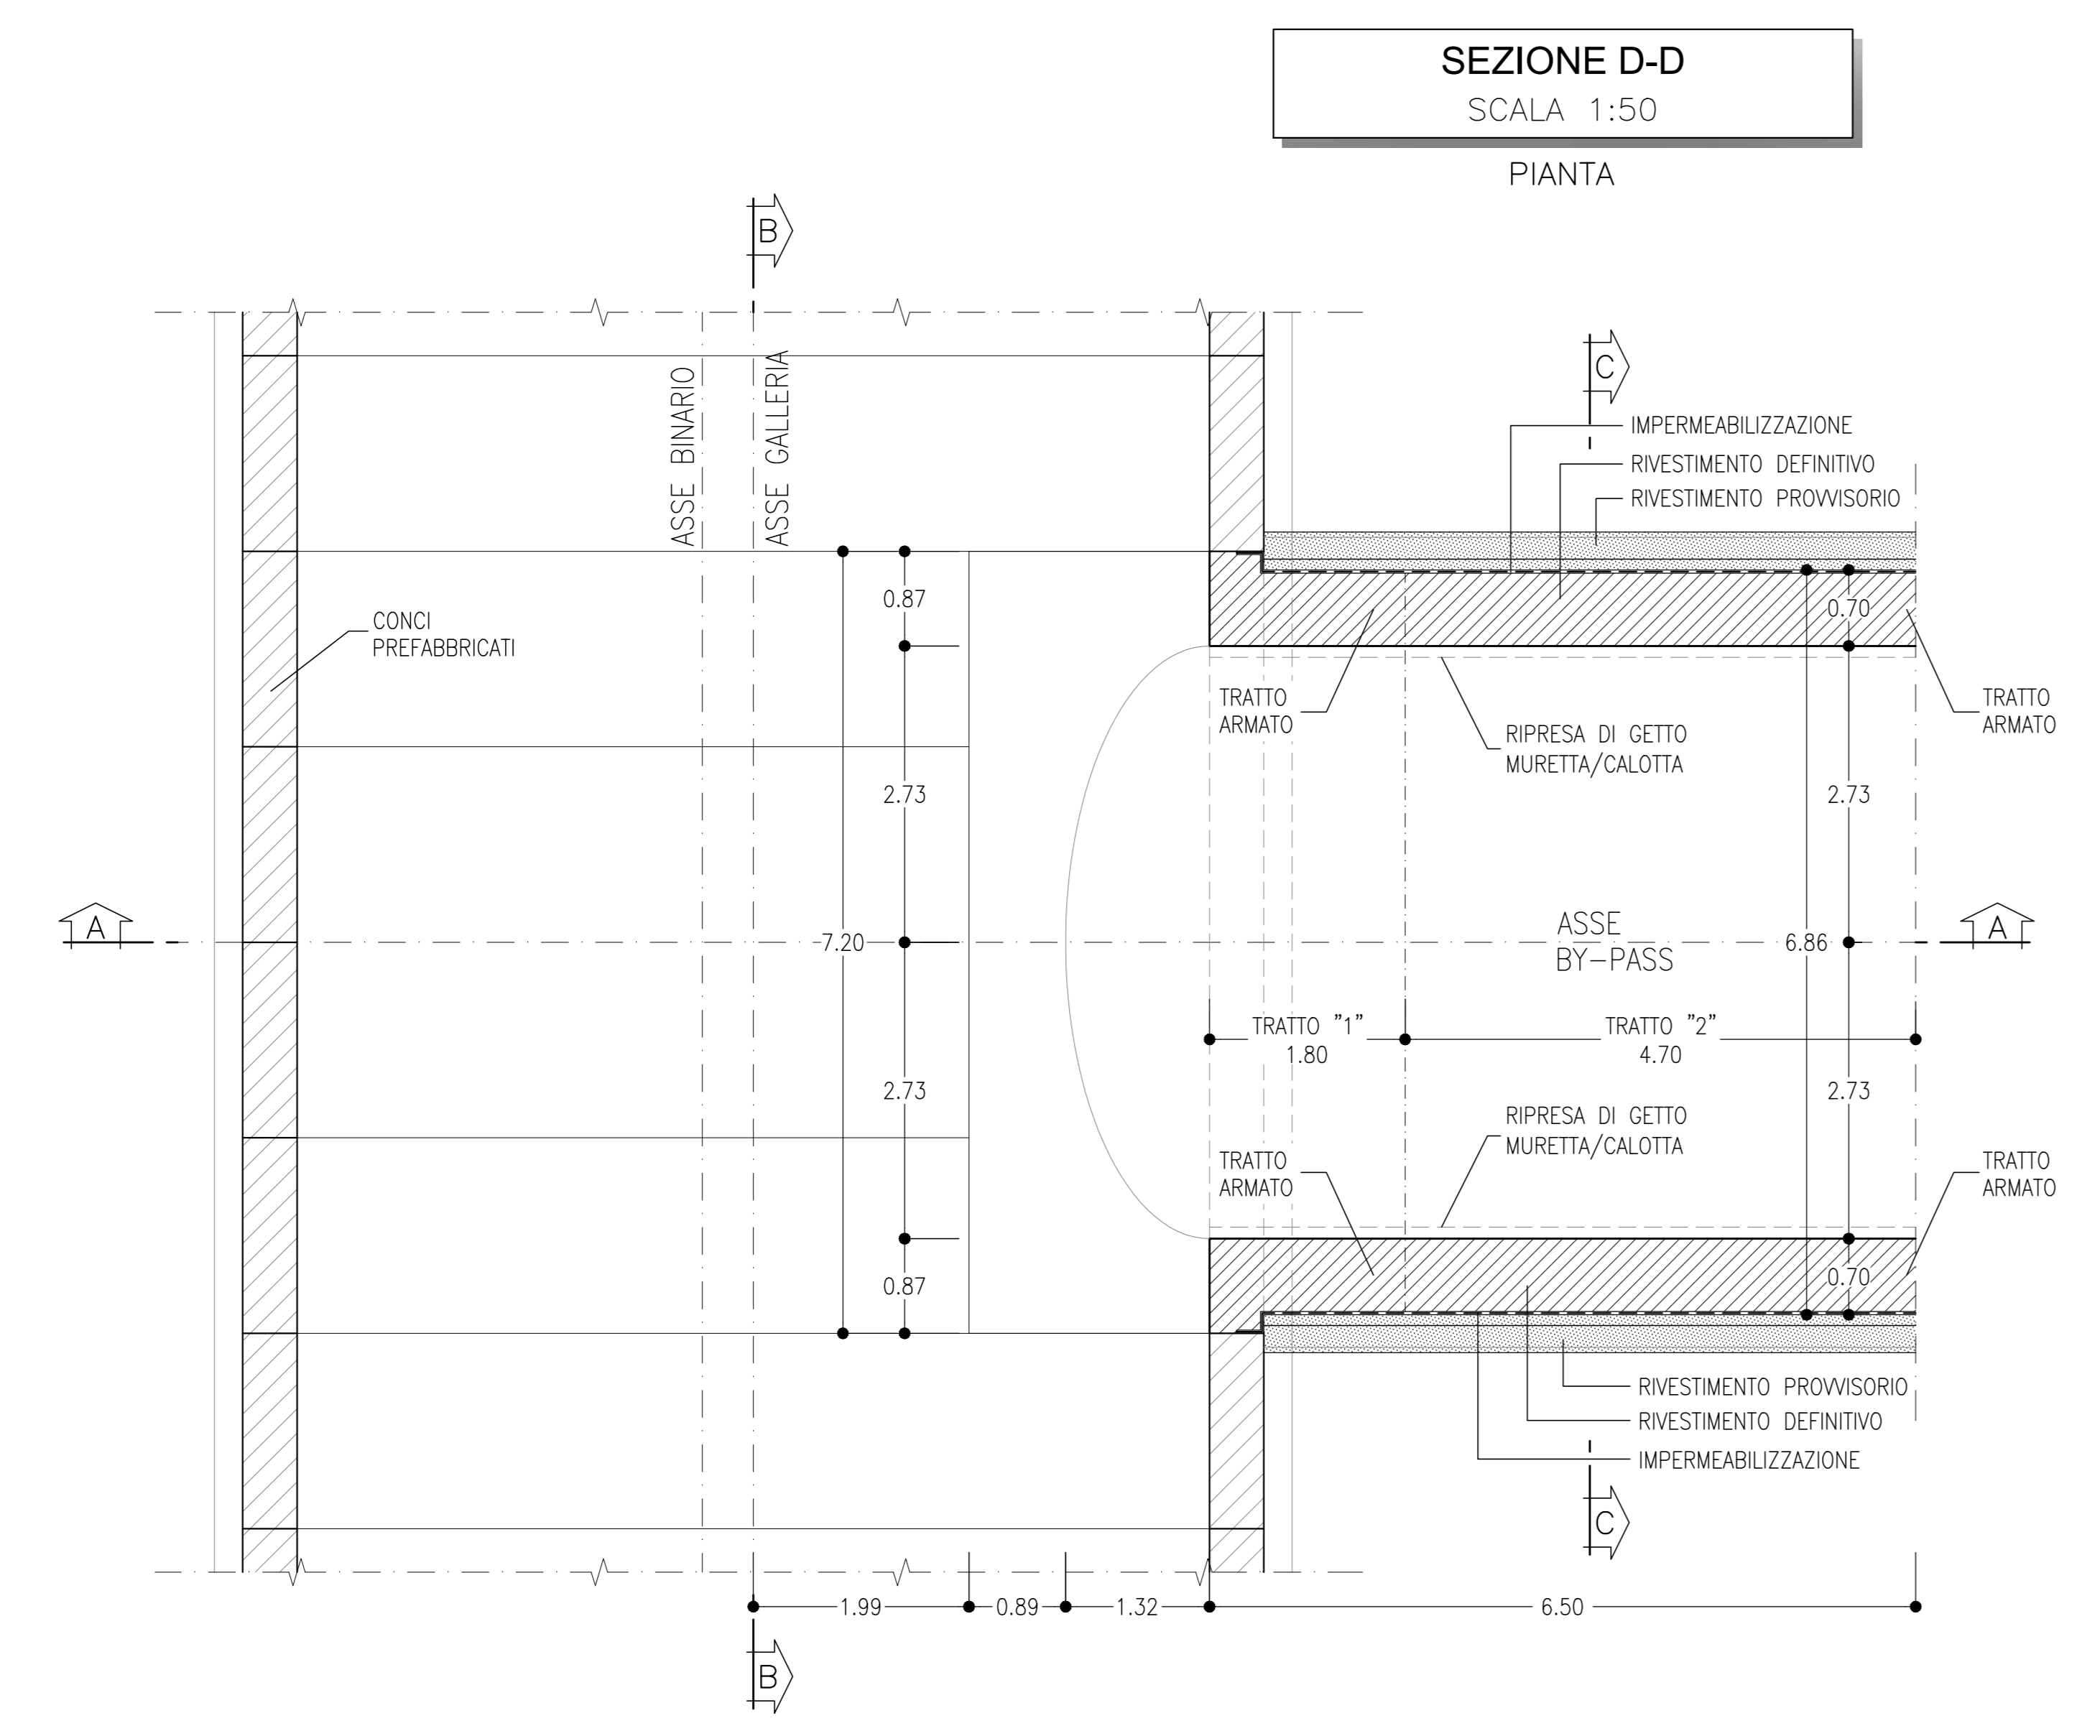 SEZIONE D-D
SCALA 1:50
PIANTA
B
C
ASSE BINARIO
ASSE GALLERIA
IMPERMEABILIZZAZIONE
RIVESTIMENTO DEFINITIVO
RIVESTIMENTO PROVVISORIO
0.87
0.70
CONCI
PREFABBRICATI
TRATTO
ARMATO
RIPRESA DI GETTO
MURETTA/CALOTTA
TRATTO
ARMATO
2.73
2.73
A
7.20
ASSE
BY-PASS
6.86
A
TRATTO "1"
1.80
TRATTO "2"
4.70
2.73
2.73
RIPRESA DI GETTO
MURETTA/CALOTTA
TRATTO
ARMATO
TRATTO
ARMATO
0.87
0.70
RIVESTIMENTO PROVVISORIO
RIVESTIMENTO DEFINITIVO
IMPERMEABILIZZAZIONE
C
1.99
0.89
1.32
6.50
B